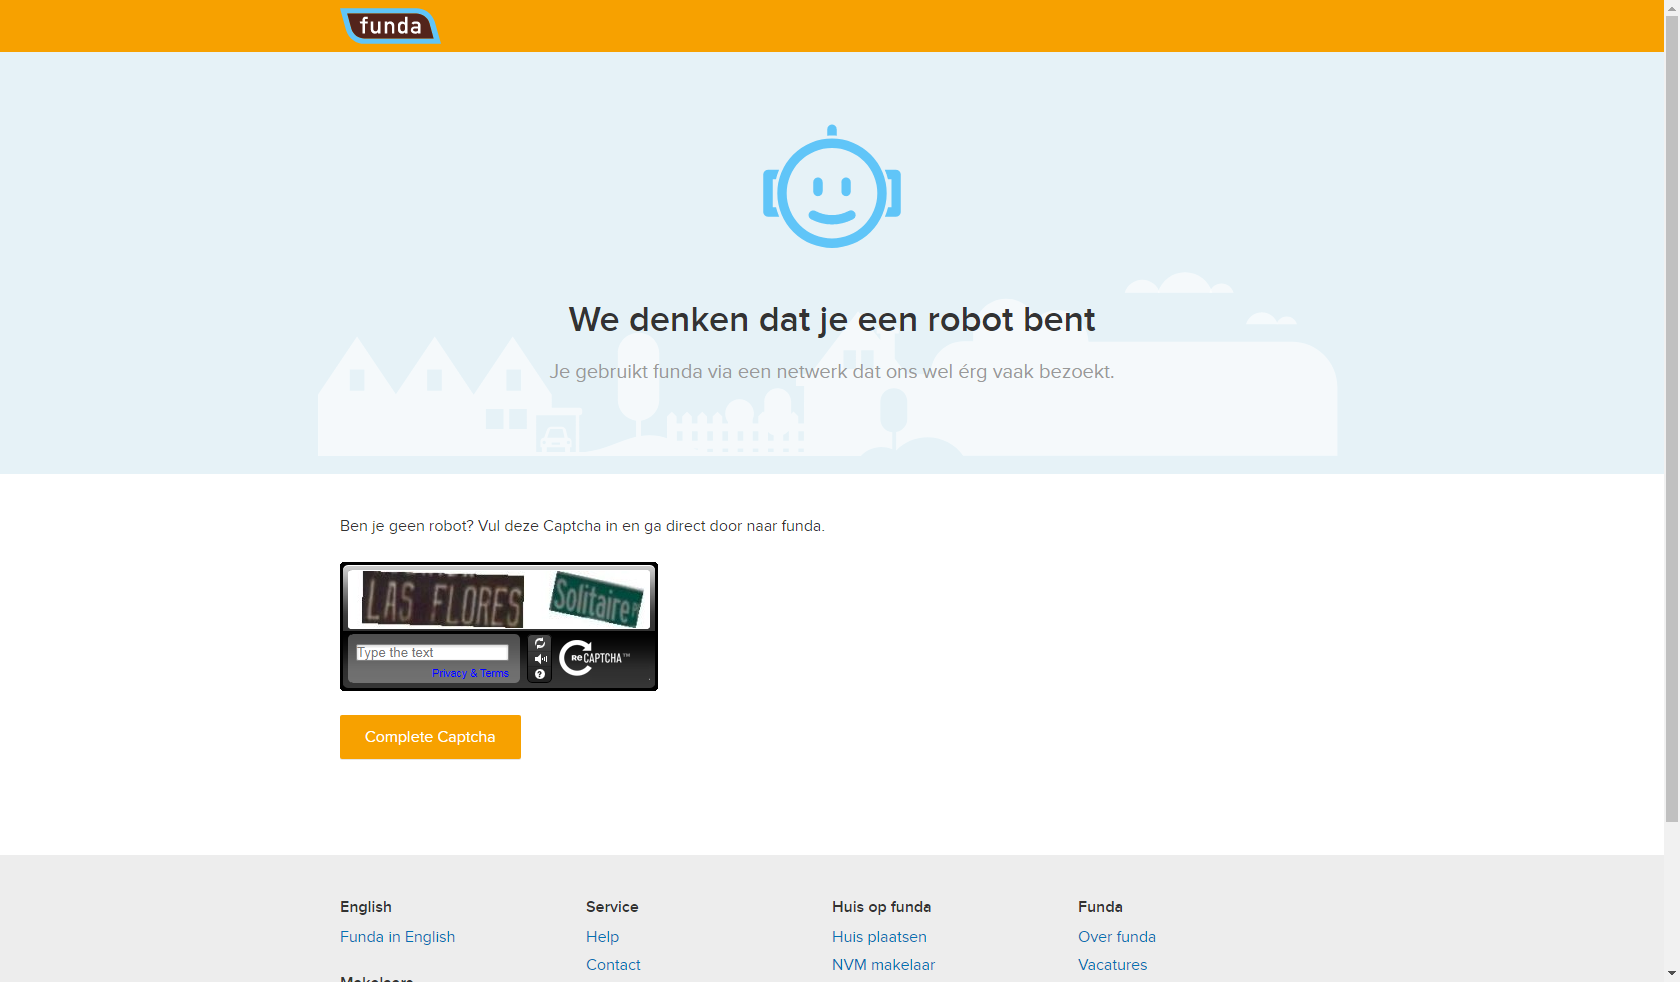 funda
We denken dat je een robot bent
Je gebruikt funda via een netwerk dat ons wel érg vaak bezoekt.
Ben je geen robot? Vul deze Captcha in en ga direct door naar funda.
LAS FLORES Solitaire
Type the text
Privacy & Terms
reCAPTCHA™
Complete Captcha
English Service Huis op funda Funda
Funda in English Help Huis plaatsen Over funda
Contact NVM makelaar Vacatures
Makelaars